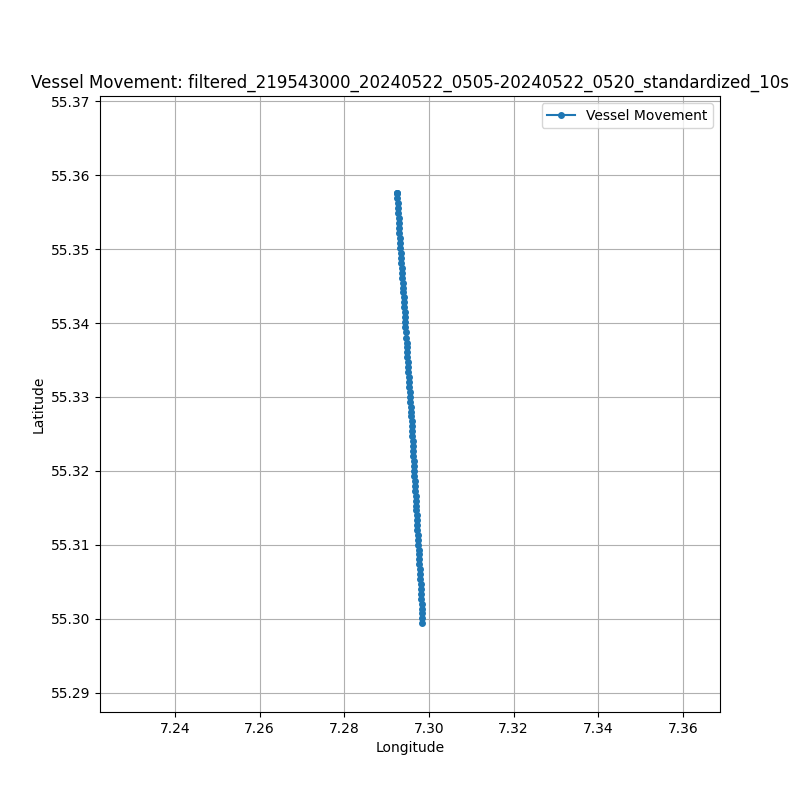 Vessel Movement: filtered_219543000_20240522_0505-20240522_0520_standardized_10s
Vessel Movement
55.37
55.36
55.35
55.34
55.33
55.32
55.31
55.30
55.29
Latitude
7.24 7.26 7.28 7.30 7.32 7.34 7.36
Longitude